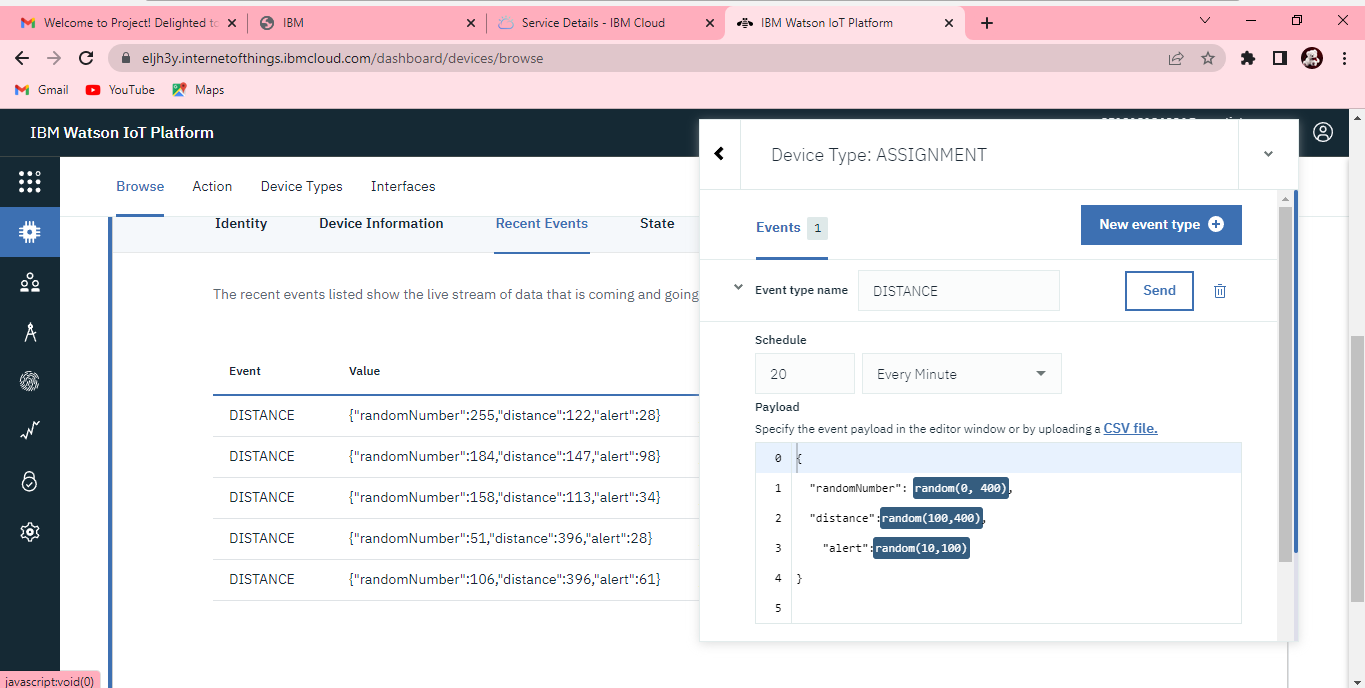 Welcome to Project! Delighted to
IBM
Service Details - IBM Cloud
IBM Watson IoT Platform
eljh3y.internetofthings.ibmcloud.com/dashboard/devices/browse
Gmail
YouTube
Maps
IBM Watson IoT Platform
Device Type: ASSIGNMENT
Browse
Action
Device Types
Interfaces
Identity
Device Information
Recent Events
State
Events 1
New event type
The recent events listed show the live stream of data that is coming and going
Event type name
DISTANCE
Send
Schedule
20
Every Minute
Event
Value
DISTANCE
{"randomNumber":255,"distance":122,"alert":28}
DISTANCE
{"randomNumber":184,"distance":147,"alert":98}
DISTANCE
{"randomNumber":158,"distance":113,"alert":34}
DISTANCE
{"randomNumber":51,"distance":396,"alert":28}
DISTANCE
{"randomNumber":106,"distance":396,"alert":61}
Payload
Specify the event payload in the editor window or by uploading a CSV file.
0 {
1 "randomNumber": random(0, 400),
2 "distance":random(100,400),
3 "alert":random(10,100)
4 }
5
javascript:void(0)